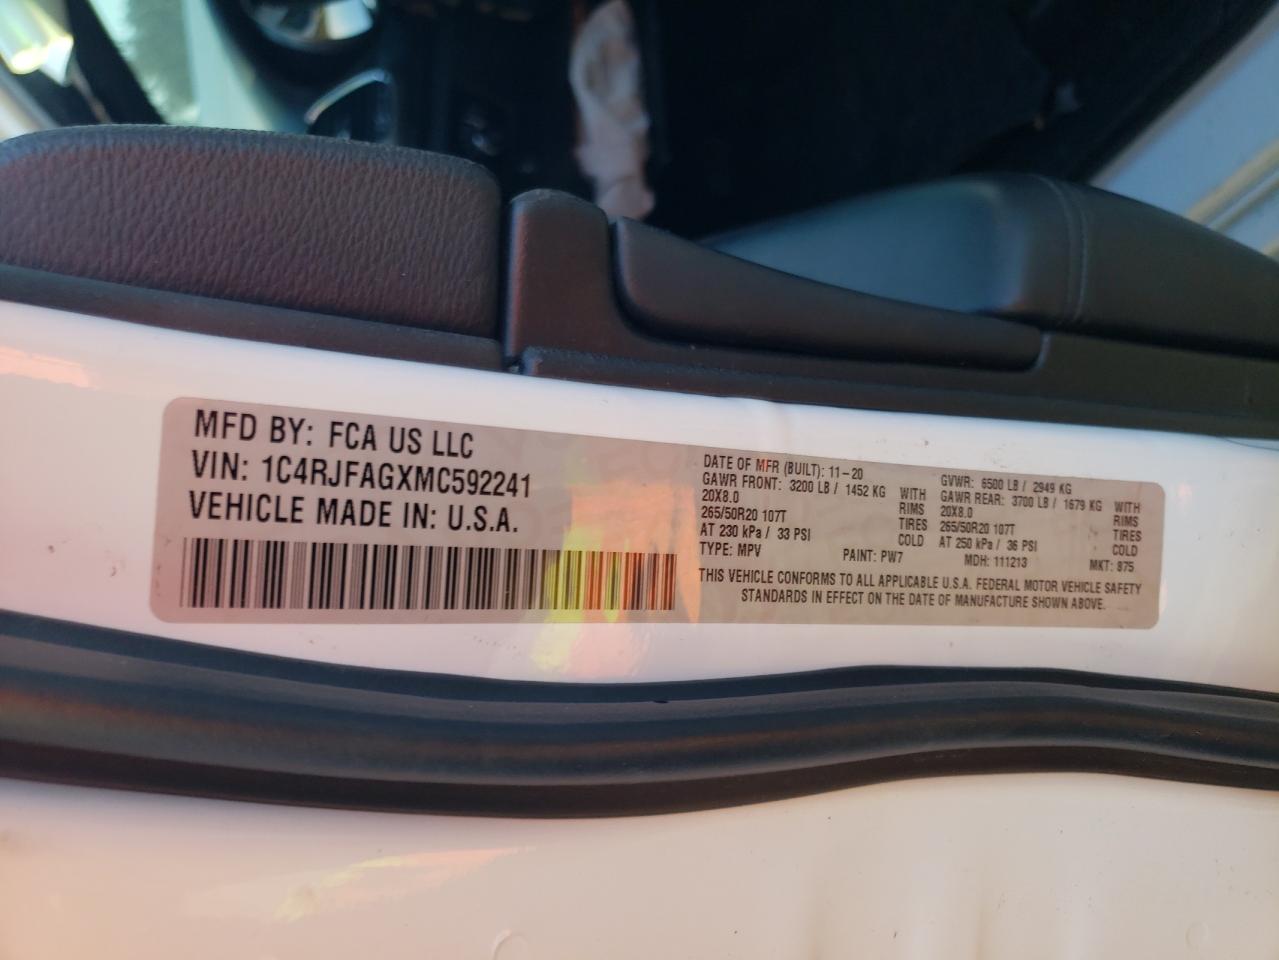 MFD BY: FCA US LLC
VIN: 1C4RJFAGXMC592241
VEHICLE MADE IN: U.S.A.
DATE OF MFR (BUILT): 11-20 GVWR: 6500 LB / 2949 KG
GAWR FRONT: 3200 LB / 1452 KG WITH GAWR REAR: 3700 LB / 1679 KG WITH
20X8.0 RIMS 20X8.0 RIMS
265/50R20 107T TIRES 265/50R20 107T TIRES
AT 230 kPa / 33 PSI COLD AT 250 kPa / 36 PSI COLD
TYPE: MPV PAINT: PW7 MDH: 111213 MKT: 875
THIS VEHICLE CONFORMS TO ALL APPLICABLE U.S.A. FEDERAL MOTOR VEHICLE SAFETY
STANDARDS IN EFFECT ON THE DATE OF MANUFACTURE SHOWN ABOVE.